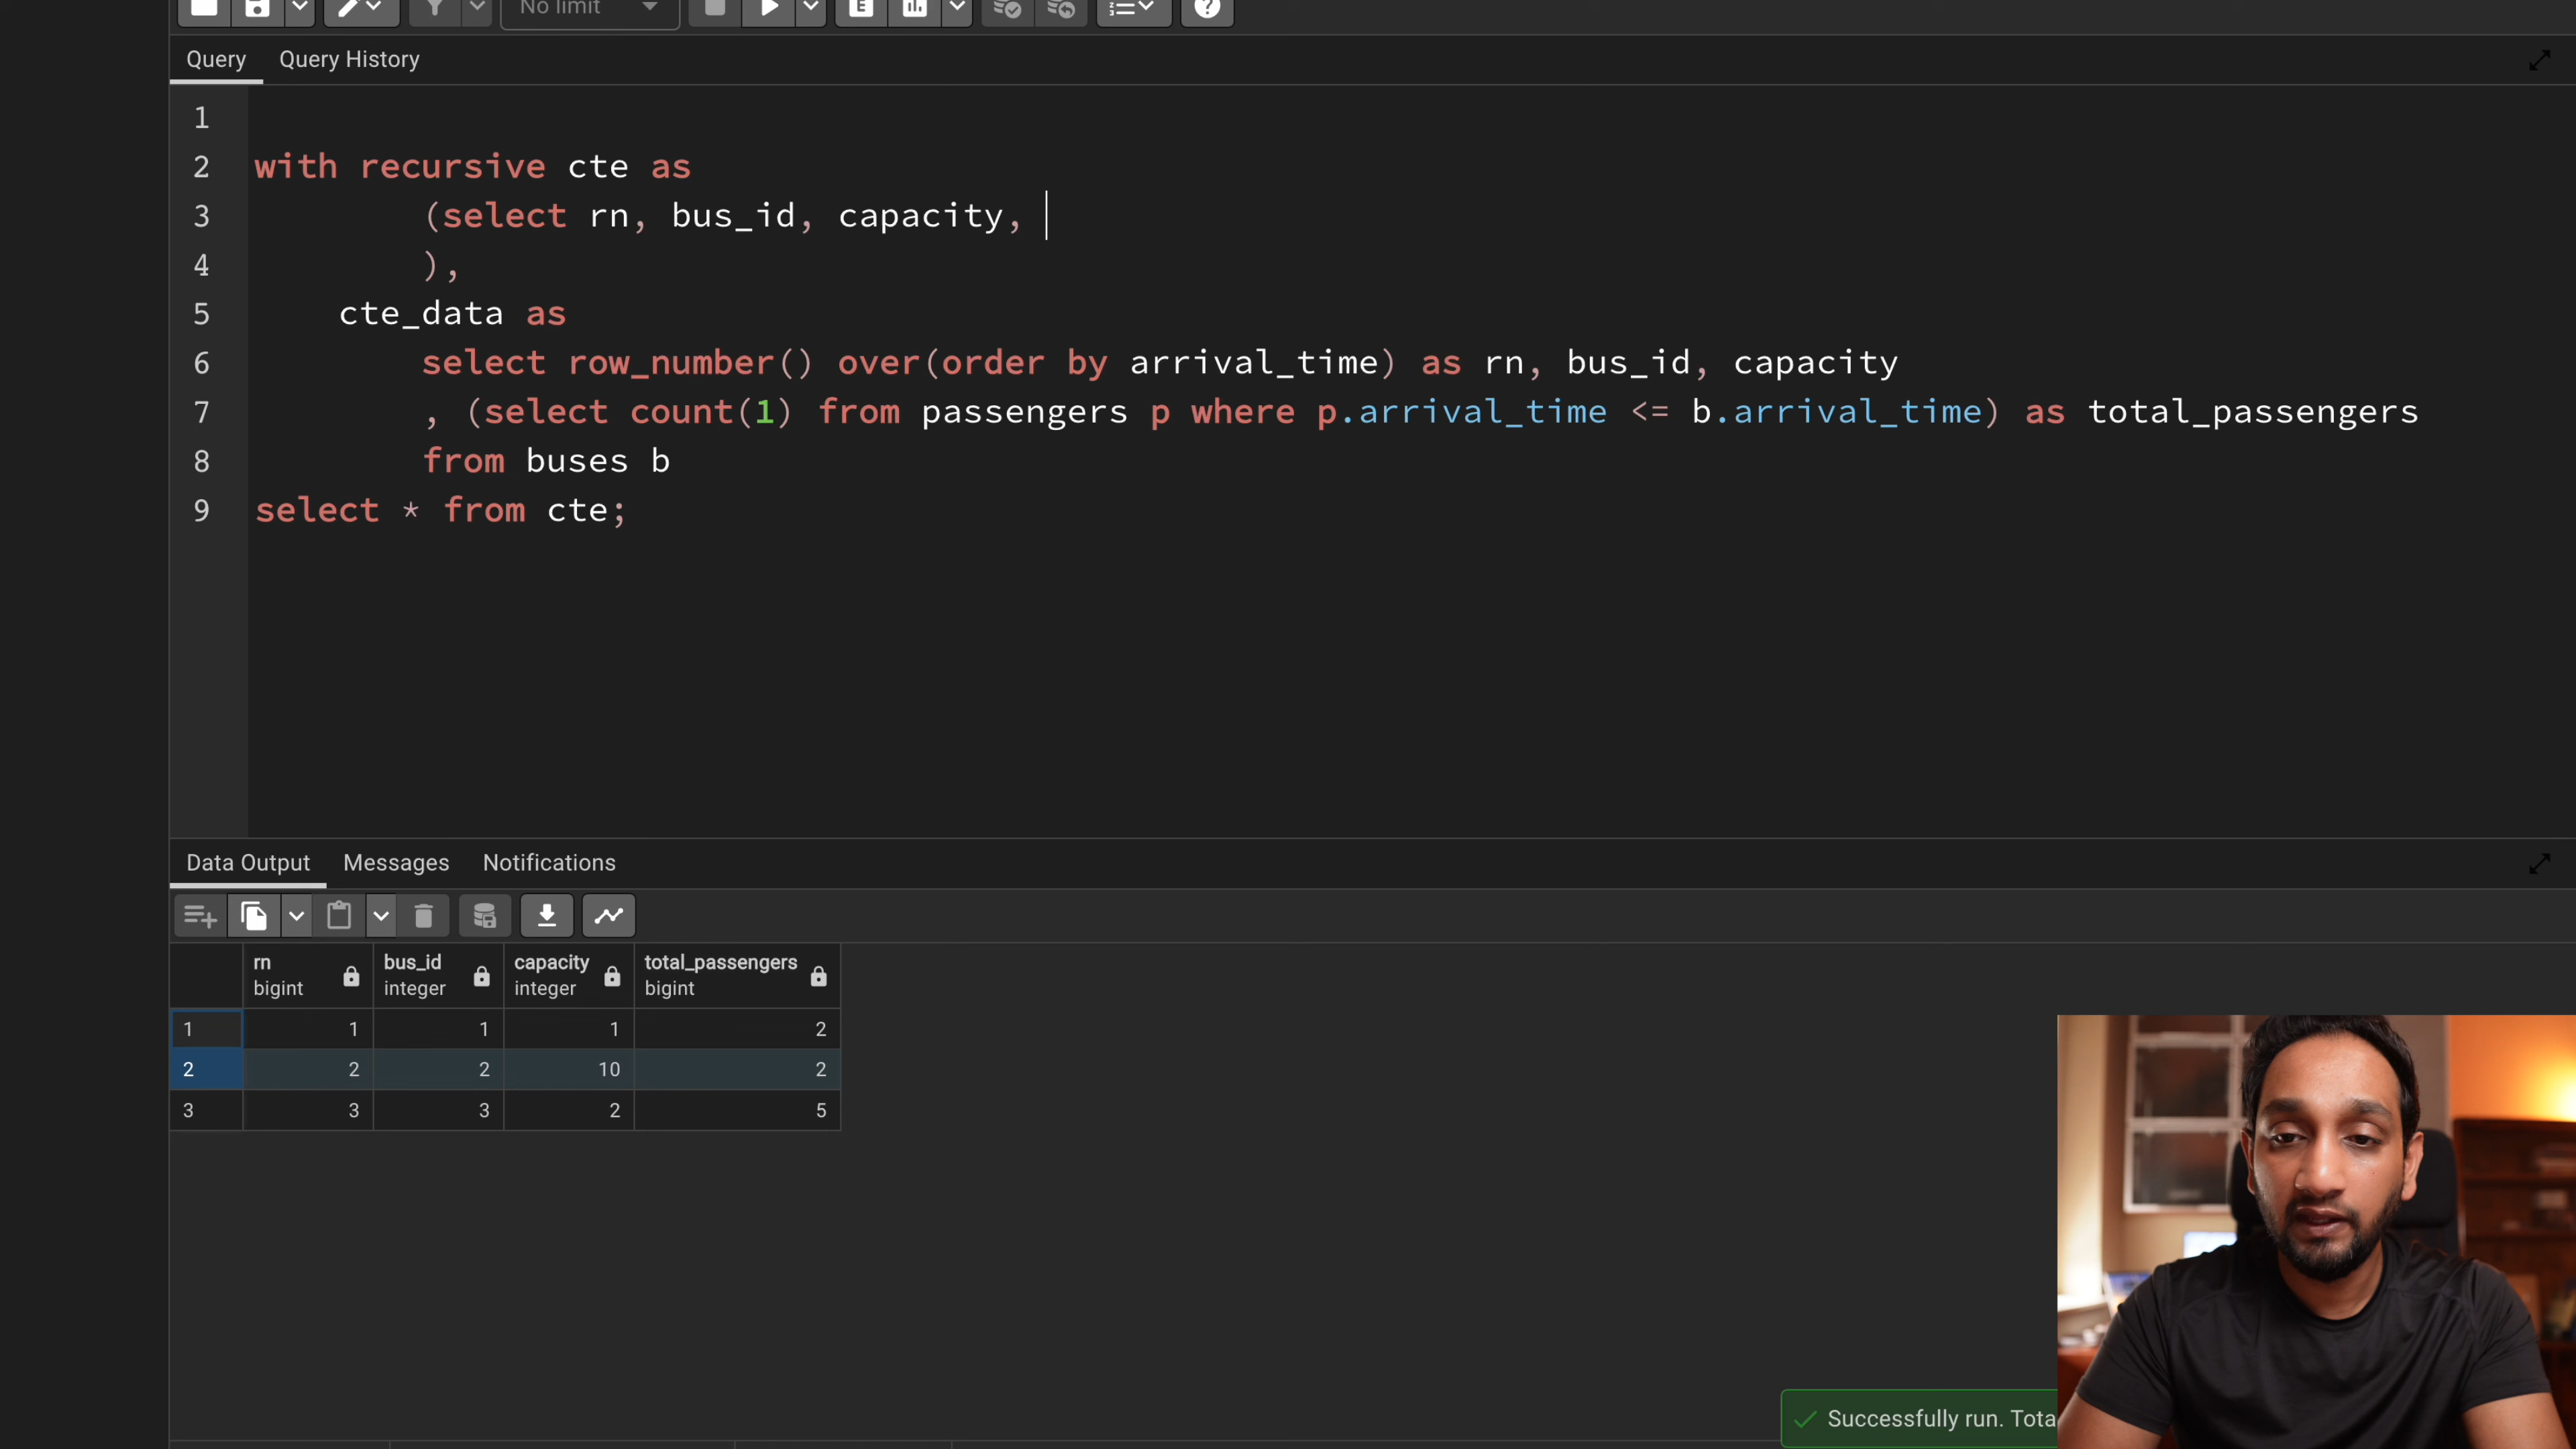 No limit
Query Query History
1
2 with recursive cte as
3 (select rn, bus_id, capacity,
4 ),
5 cte_data as
6 select row_number() over(order by arrival_time) as rn, bus_id, capacity
7 , (select count(1) from passengers p where p.arrival_time <= b.arrival_time) as total_passengers
8 from buses b
9 select * from cte;
Data Output Messages Notifications
rn bus_id capacity total_passengers
bigint integer integer bigint
1 1 1 1 2
2 2 2 10 2
3 3 3 2 5
Successfully run. Tota